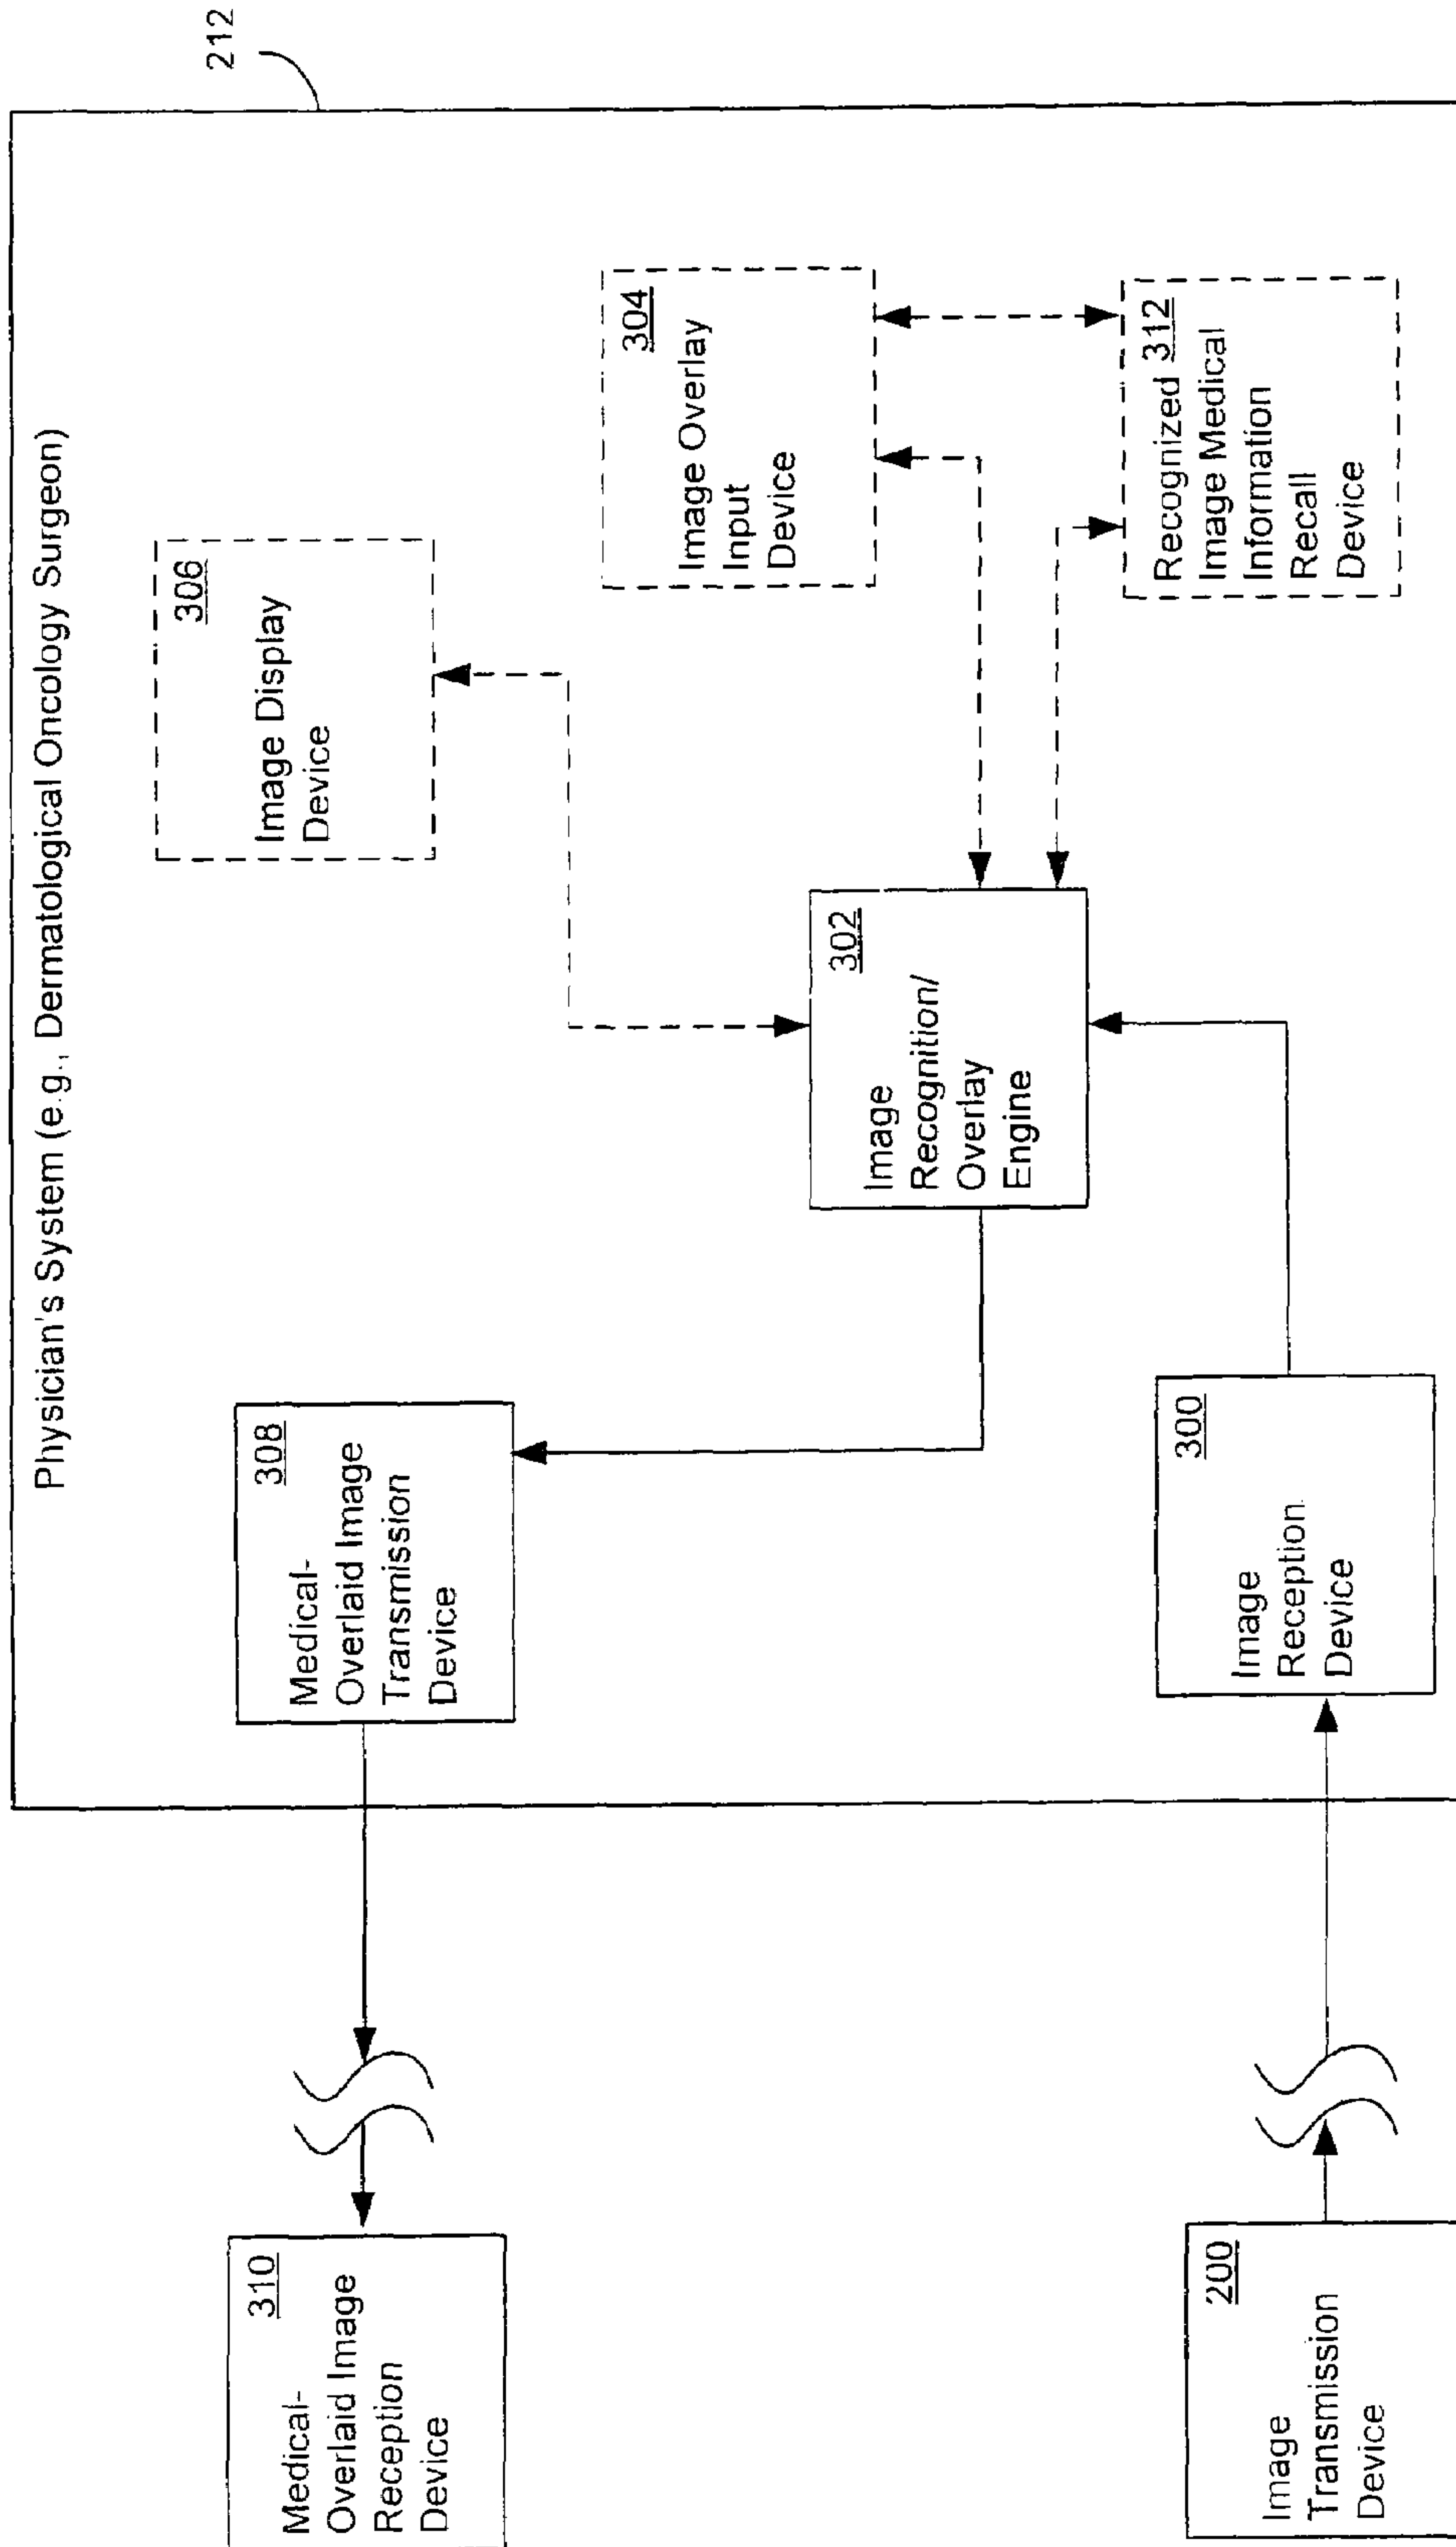 212
Physician's System (e.g., Dermatological Oncology Surgeon)
306
Image Display
Device
304
Image Overlay
Input
Device
Recognized 312
Image Medical
Information
Recall
Device
302
Image
Recognition/
Overlay
Engine
308
Medical-
Overlaid Image
Transmission
Device
300
Image
Reception
Device
310
Medical-
Overlaid Image
Reception
Device
200
Image
Transmission
Device